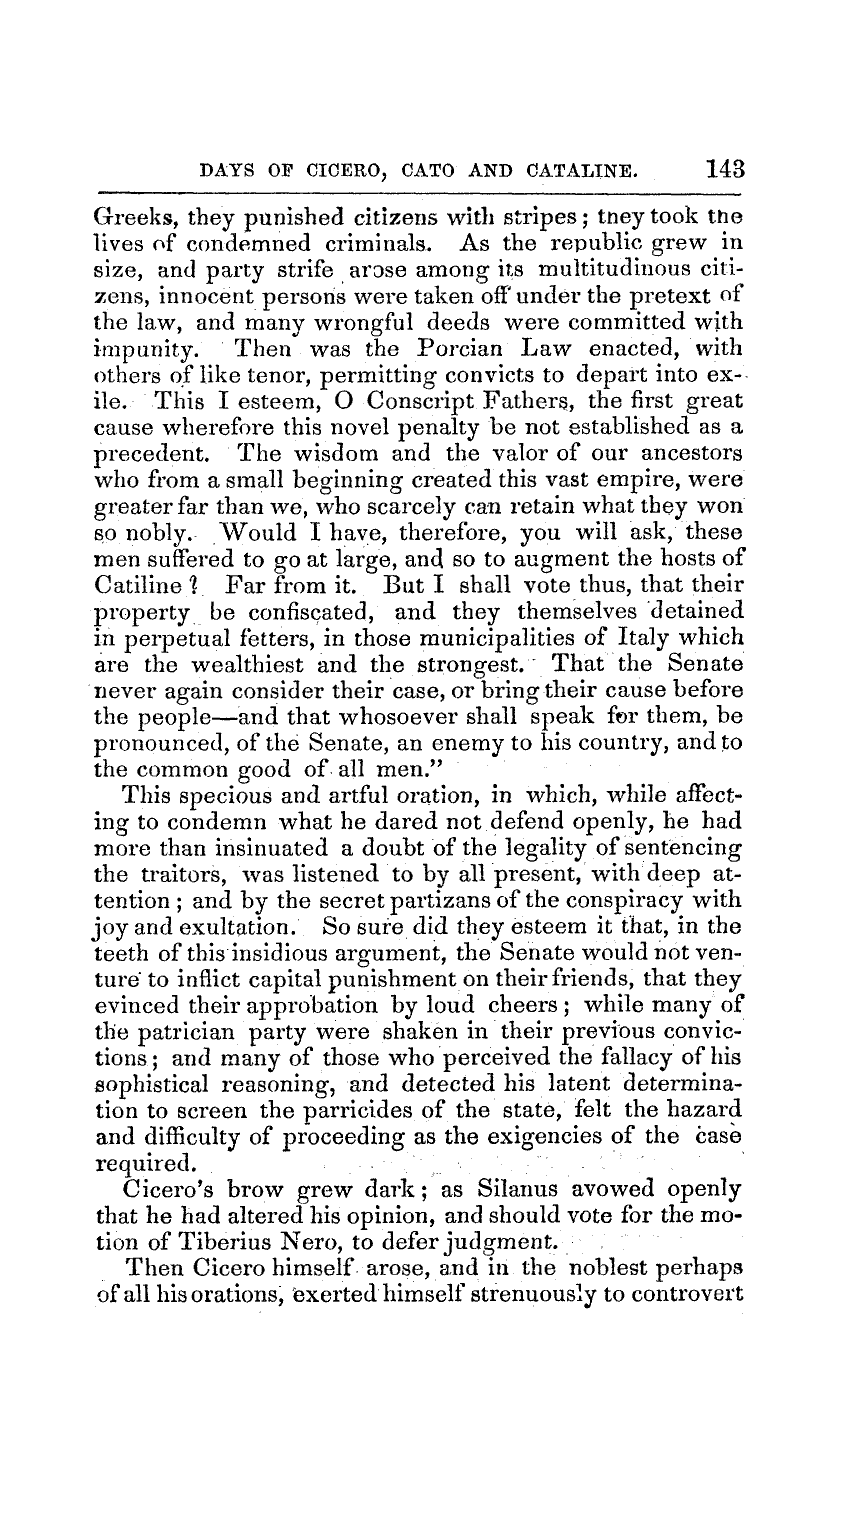 DAYS OF CICERO, CATO AND CATALINE. 143
Greeks, they punished citizens with stripes; they took the
lives of condemned criminals. As the republic grew in
size, and party strife arose among its multitudinous citi-
zens, innocent persons were taken off under the pretext of
the law, and many wrongful deeds were committed with
impunity. Then was the Porcian Law enacted, with
others of like tenor, permitting convicts to depart into ex-
ile. This I esteem, O Conscript Fathers, the first great
cause wherefore this novel penalty be not established as a
precedent. The wisdom and the valor of our ancestors
who from a small beginning created this vast empire, were
greater far than we, who scarcely can retain what they won
so nobly. Would I have, therefore, you will ask, these
men suffered to go at large, and so to augment the hosts of
Catiline? Far from it. But I shall vote thus, that their
property be confiscated, and they themselves detained
in perpetual fetters, in those municipalities of Italy which
are the wealthiest and the strongest. That the Senate
never again consider their case, or bring their cause before
the people—and that whosoever shall speak for them, be
pronounced, of the Senate, an enemy to his country, and to
the common good of all men."
This specious and artful oration, in which, while affect-
ing to condemn what he dared not defend openly, he had
more than insinuated a doubt of the legality of sentencing
the traitors, was listened to by all present, with deep at-
tention; and by the secret partizans of the conspiracy with
joy and exultation. So sure did they esteem it that, in the
teeth of this insidious argument, the Senate would not ven-
ture to inflict capital punishment on their friends, that they
evinced their approbation by loud cheers; while many of
the patrician party were shaken in their previous convic-
tions; and many of those who perceived the fallacy of his
sophistical reasoning, and detected his latent determina-
tion to screen the parricides of the state, felt the hazard
and difficulty of proceeding as the exigencies of the case
required.
Cicero's brow grew dark; as Silanus avowed openly
that he had altered his opinion, and should vote for the mo-
tion of Tiberius Nero, to defer judgment.
Then Cicero himself arose, and in the noblest perhaps
of all his orations, exerted himself strenuously to controvert